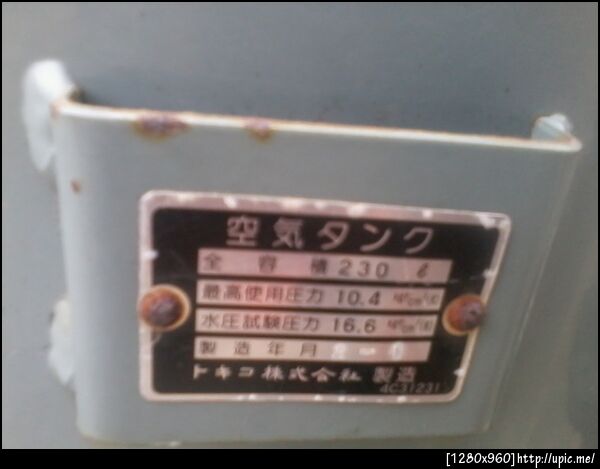 空気タンク
全容積 230 ℓ
最高使用圧力 10.4
水圧試験圧力 16.6
製造年月
トキコ株式会社 製造
4C31231
[1280x960]http://upic.me/